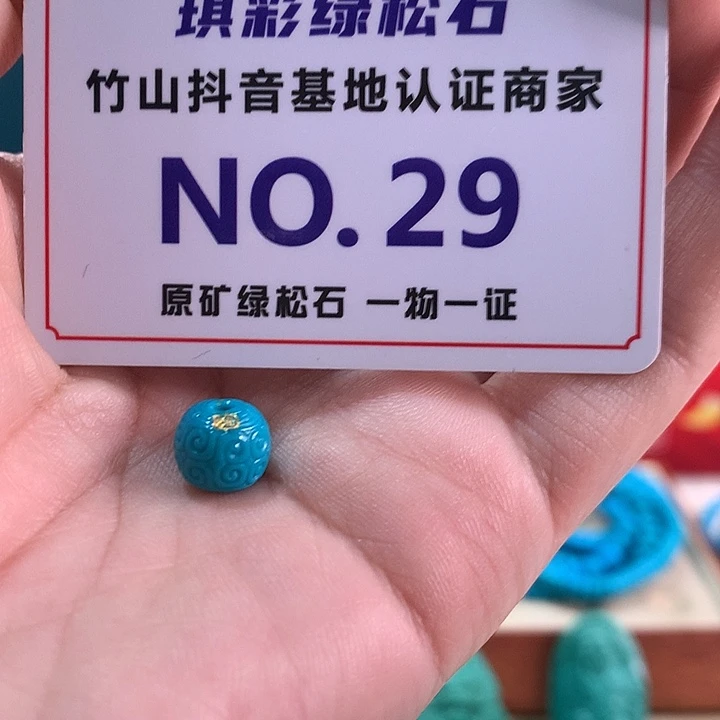 琪彩绿松石
竹山抖音基地认证商家
NO.29
原矿绿松石 一物一证